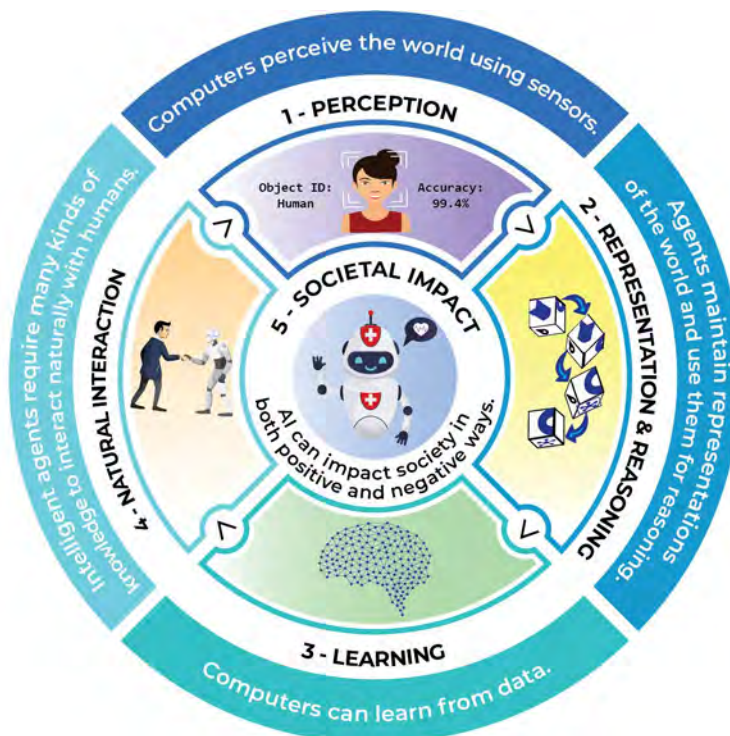 Computers perceive the world using sensors.
1 - PERCEPTION
Object ID:
Human
Accuracy:
99.4%
Agents maintain representations
of the world and use them for reasoning.
2 - REPRESENTATION & REASONING
3 - LEARNING
Computers can learn from data.
Intelligent agents require many kinds of
knowledge to interact naturally with humans.
4 - NATURAL INTERACTION
5 - SOCIETAL IMPACT
AI can impact society in
both positive and negative ways.